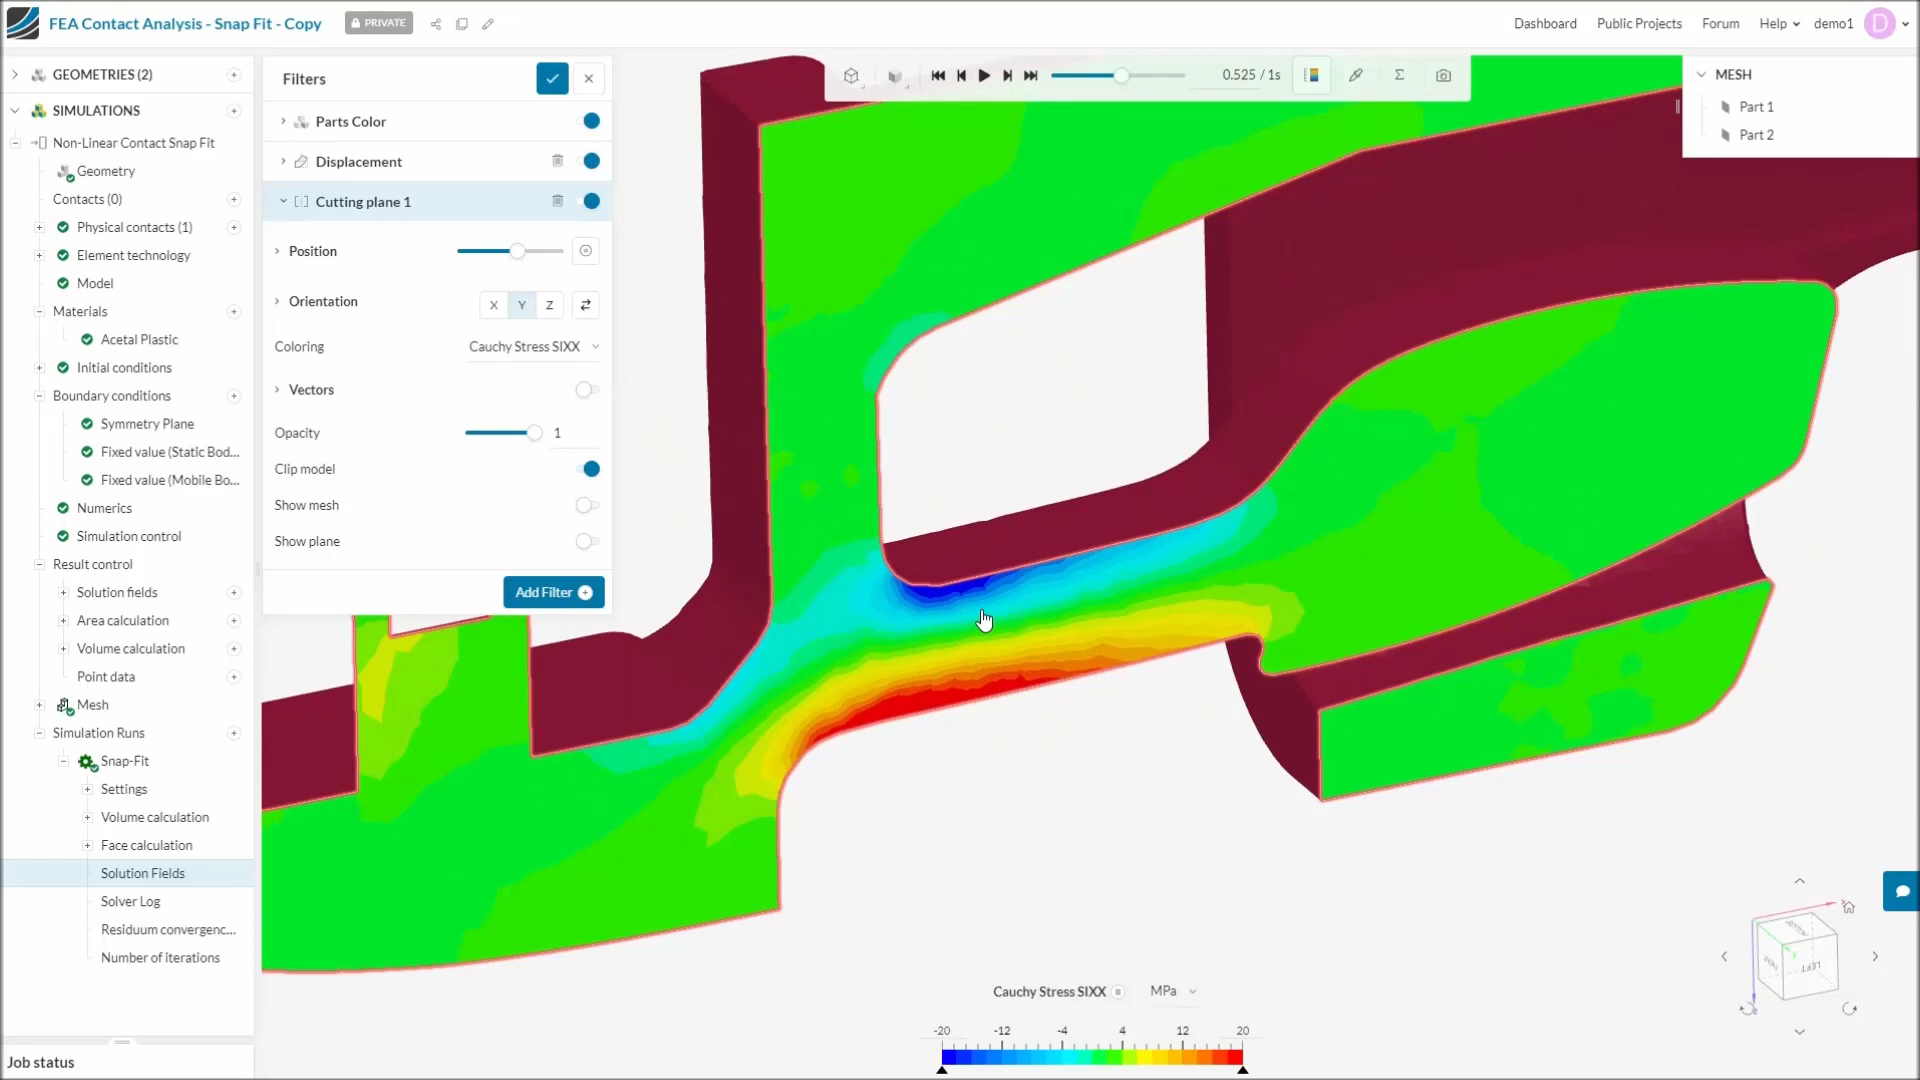 FEA Contact Analysis - Snap Fit - Copy
PRIVATE
Dashboard
Public Projects
Forum
Help
demo1
D
GEOMETRIES (2)
SIMULATIONS
Non-Linear Contact Snap Fit
Geometry
Contacts (0)
Physical contacts (1)
Element technology
Model
Materials
Acetal Plastic
Initial conditions
Boundary conditions
Symmetry Plane
Fixed value (Static Bod...
Fixed value (Mobile Bo...
Numerics
Simulation control
Result control
Solution fields
Area calculation
Volume calculation
Point data
Mesh
Simulation Runs
Snap-Fit
Settings
Volume calculation
Face calculation
Solution Fields
Solver Log
Residuum convergenc...
Number of iterations
Job status
Filters
Parts Color
Displacement
Cutting plane 1
Position
Orientation
X Y Z
Coloring
Cauchy Stress SIXX
Vectors
Opacity
1
Clip model
Show mesh
Show plane
Add Filter
0.525 / 1s
Σ
MESH
Part 1
Part 2
Cauchy Stress SIXX
MPa
-20 -12 -4 4 12 20
LEFT